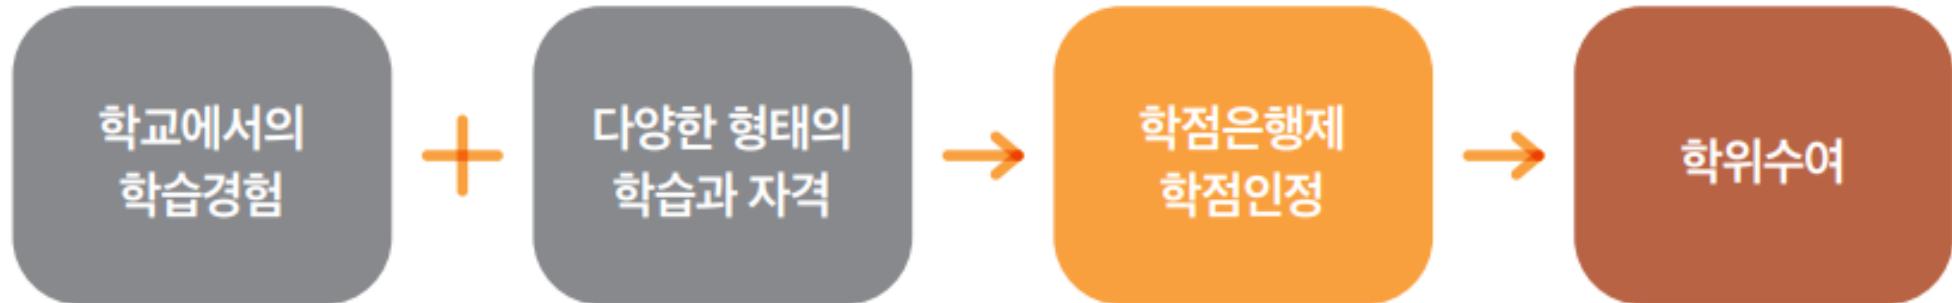 학교에서의
학습경험
다양한 형태의
학습과 자격
학점은행제
학점인정
학위수여